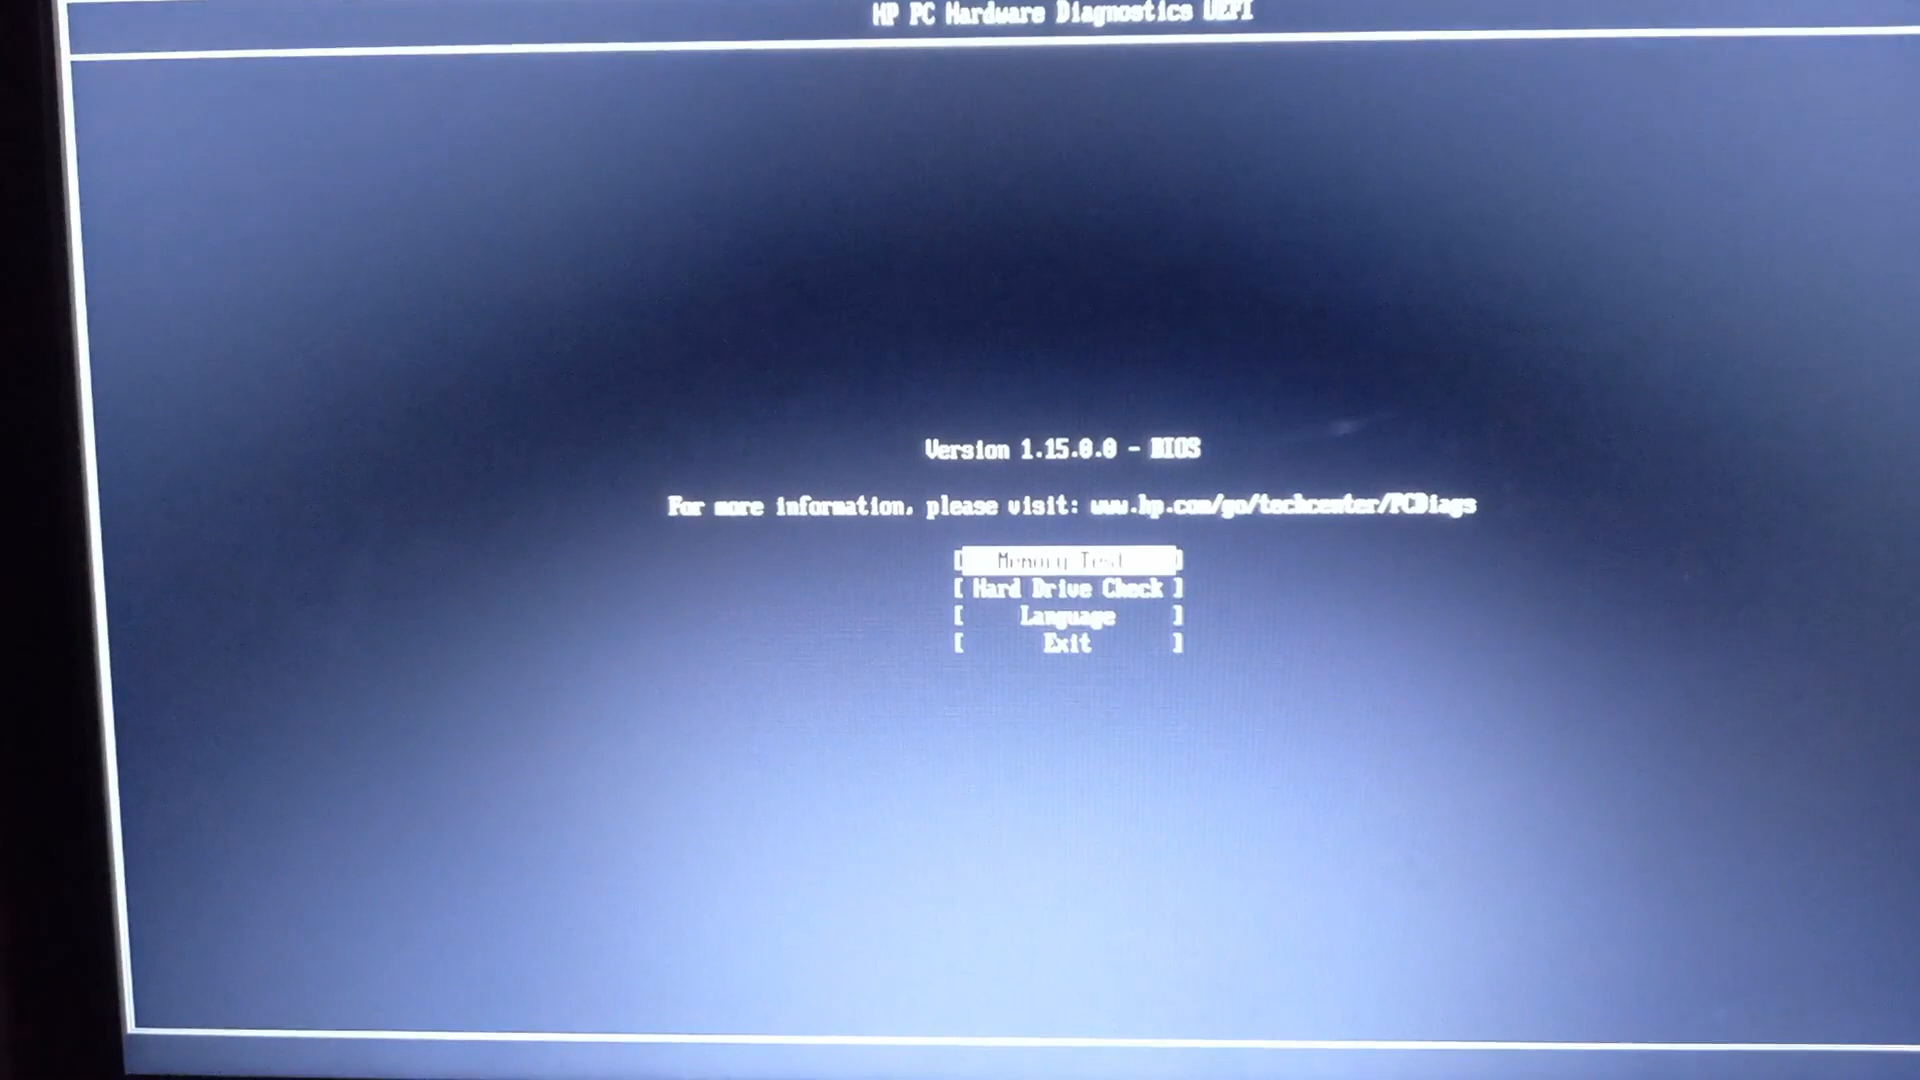 HP PC Hardware Diagnostics UEFI
Version 1.15.0.0 - BIOS
For more information, please visit: www.hp.com/go/techcenter/PCDiags
[ Memory Test ]
[ Hard Drive Check ]
[ Language ]
[ Exit ]